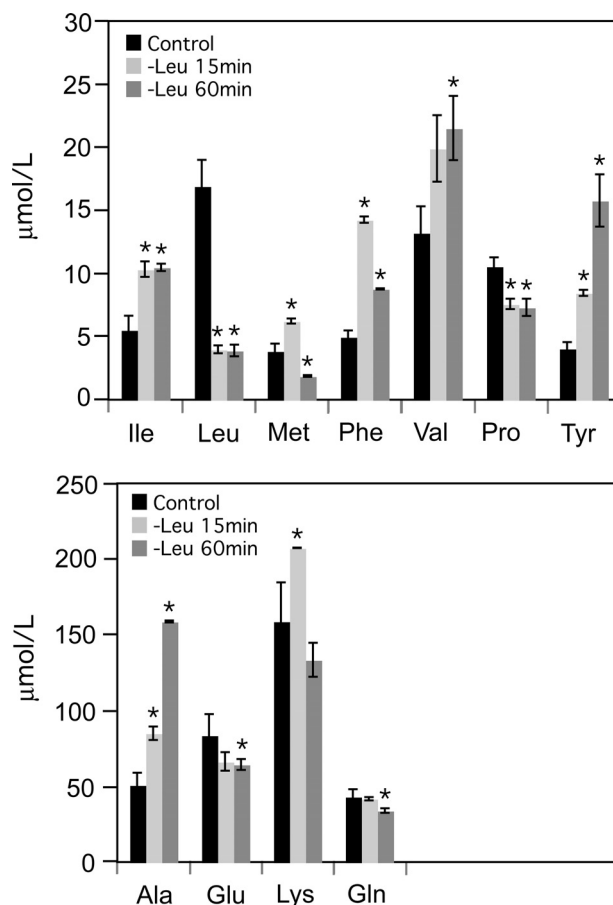 30
25
20
15
10
5
0
µmol/L
Control
-Leu 15min
-Leu 60min
* * * * * * * * * * * * *
Ile Leu Met Phe Val Pro Tyr
250
200
150
100
50
0
µmol/L
Control
-Leu 15min
-Leu 60min
* * * * *
Ala Glu Lys Gln